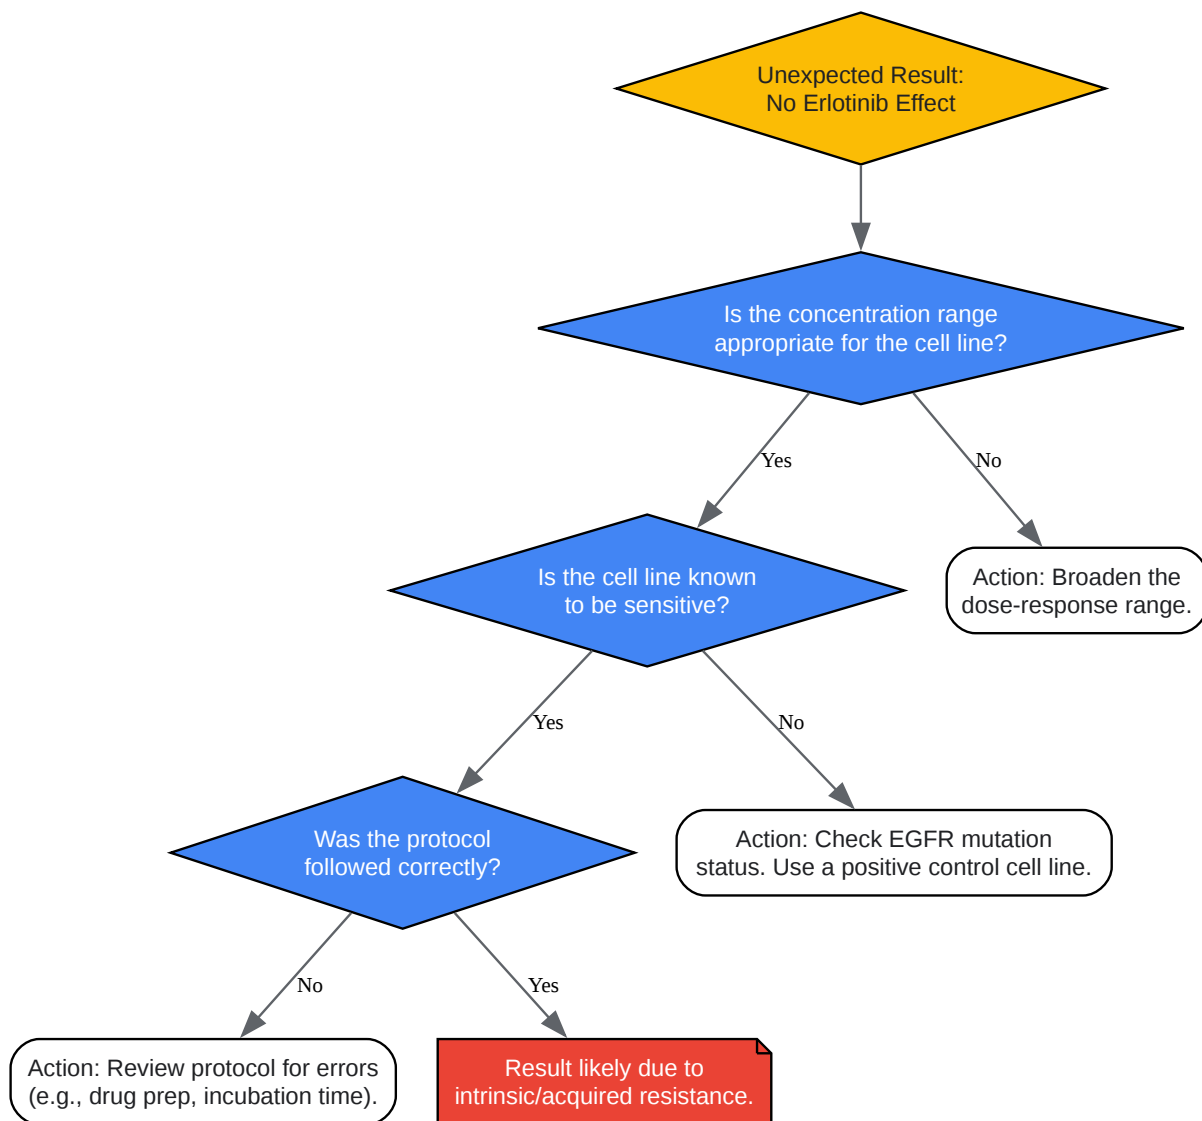 Unexpected Result:
No Erlotinib Effect
Is the concentration range
appropriate for the cell line?
Yes
No
Is the cell line known
to be sensitive?
Action: Broaden the
dose-response range.
Yes
No
Was the protocol
followed correctly?
Action: Check EGFR mutation
status. Use a positive control cell line.
No
Yes
Action: Review protocol for errors
(e.g., drug prep, incubation time).
Result likely due to
intrinsic/acquired resistance.